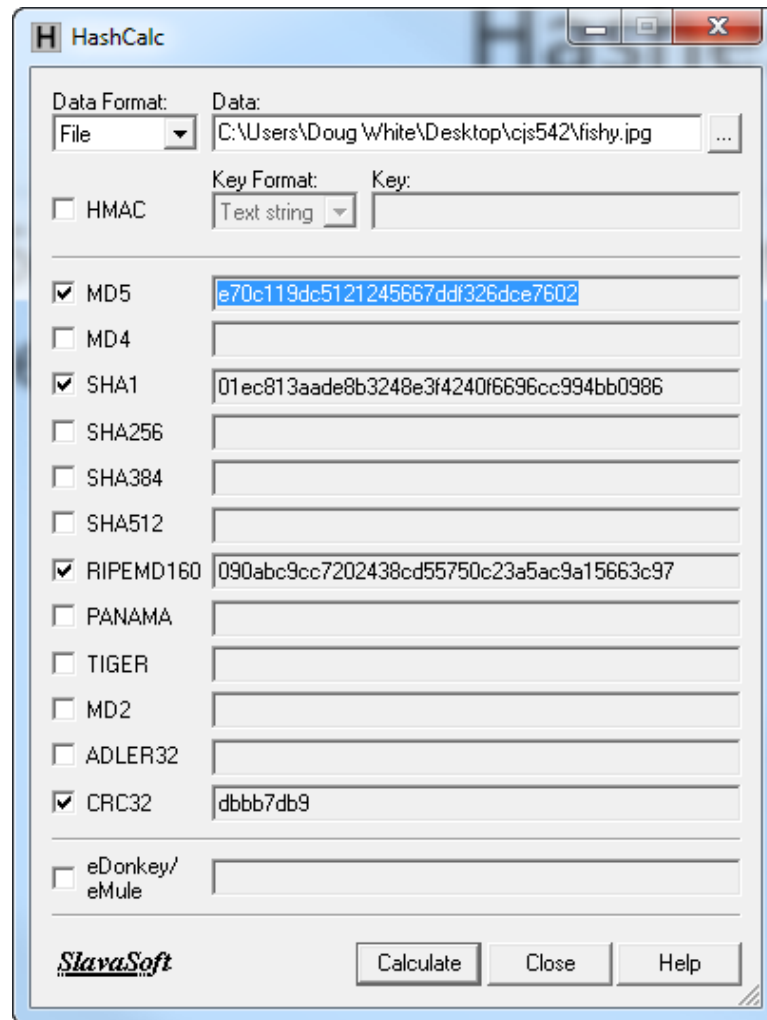 HashCalc
Data Format: Data:
File C:\Users\Doug White\Desktop\cjs542\fishy.jpg ...
Key Format: Key:
HMAC Text string
MD5 e70c119dc5121245667ddf326dce7602
MD4
SHA1 01ec813aade8b3248e3f4240f6696cc994bb0986
SHA256
SHA384
SHA512
RIPEMD160 090abc9cc7202438cd55750c23a5ac9a15663c97
PANAMA
TIGER
MD2
ADLER32
CRC32 dbbb7db9
eDonkey/
eMule
SlavaSoft Calculate Close Help